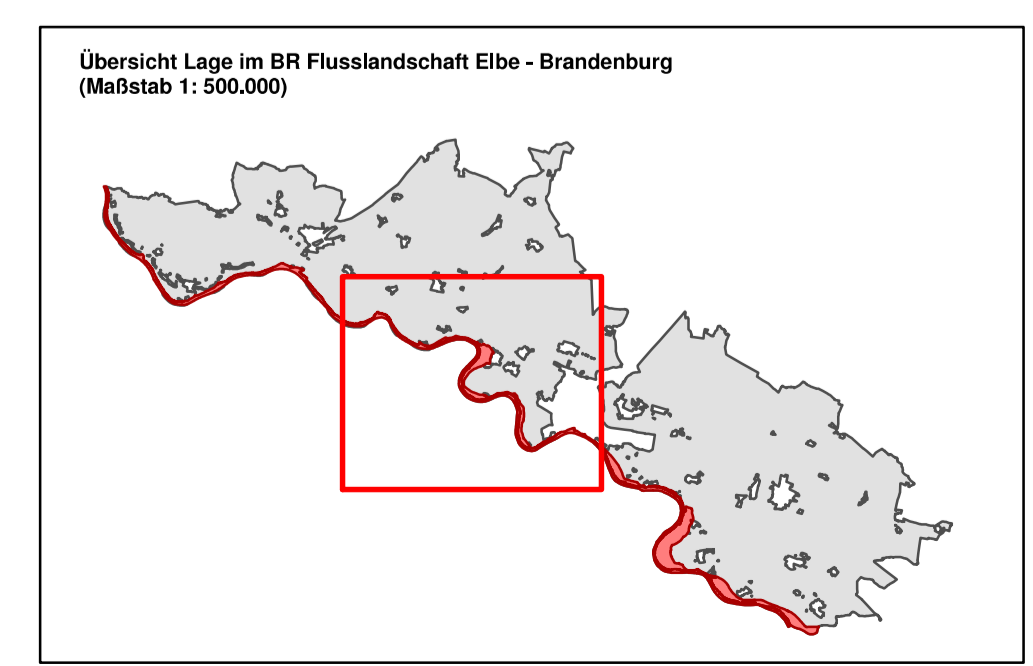 Übersicht Lage im BR Flusslandschaft Elbe - Brandenburg
(Maßstab 1: 500.000)